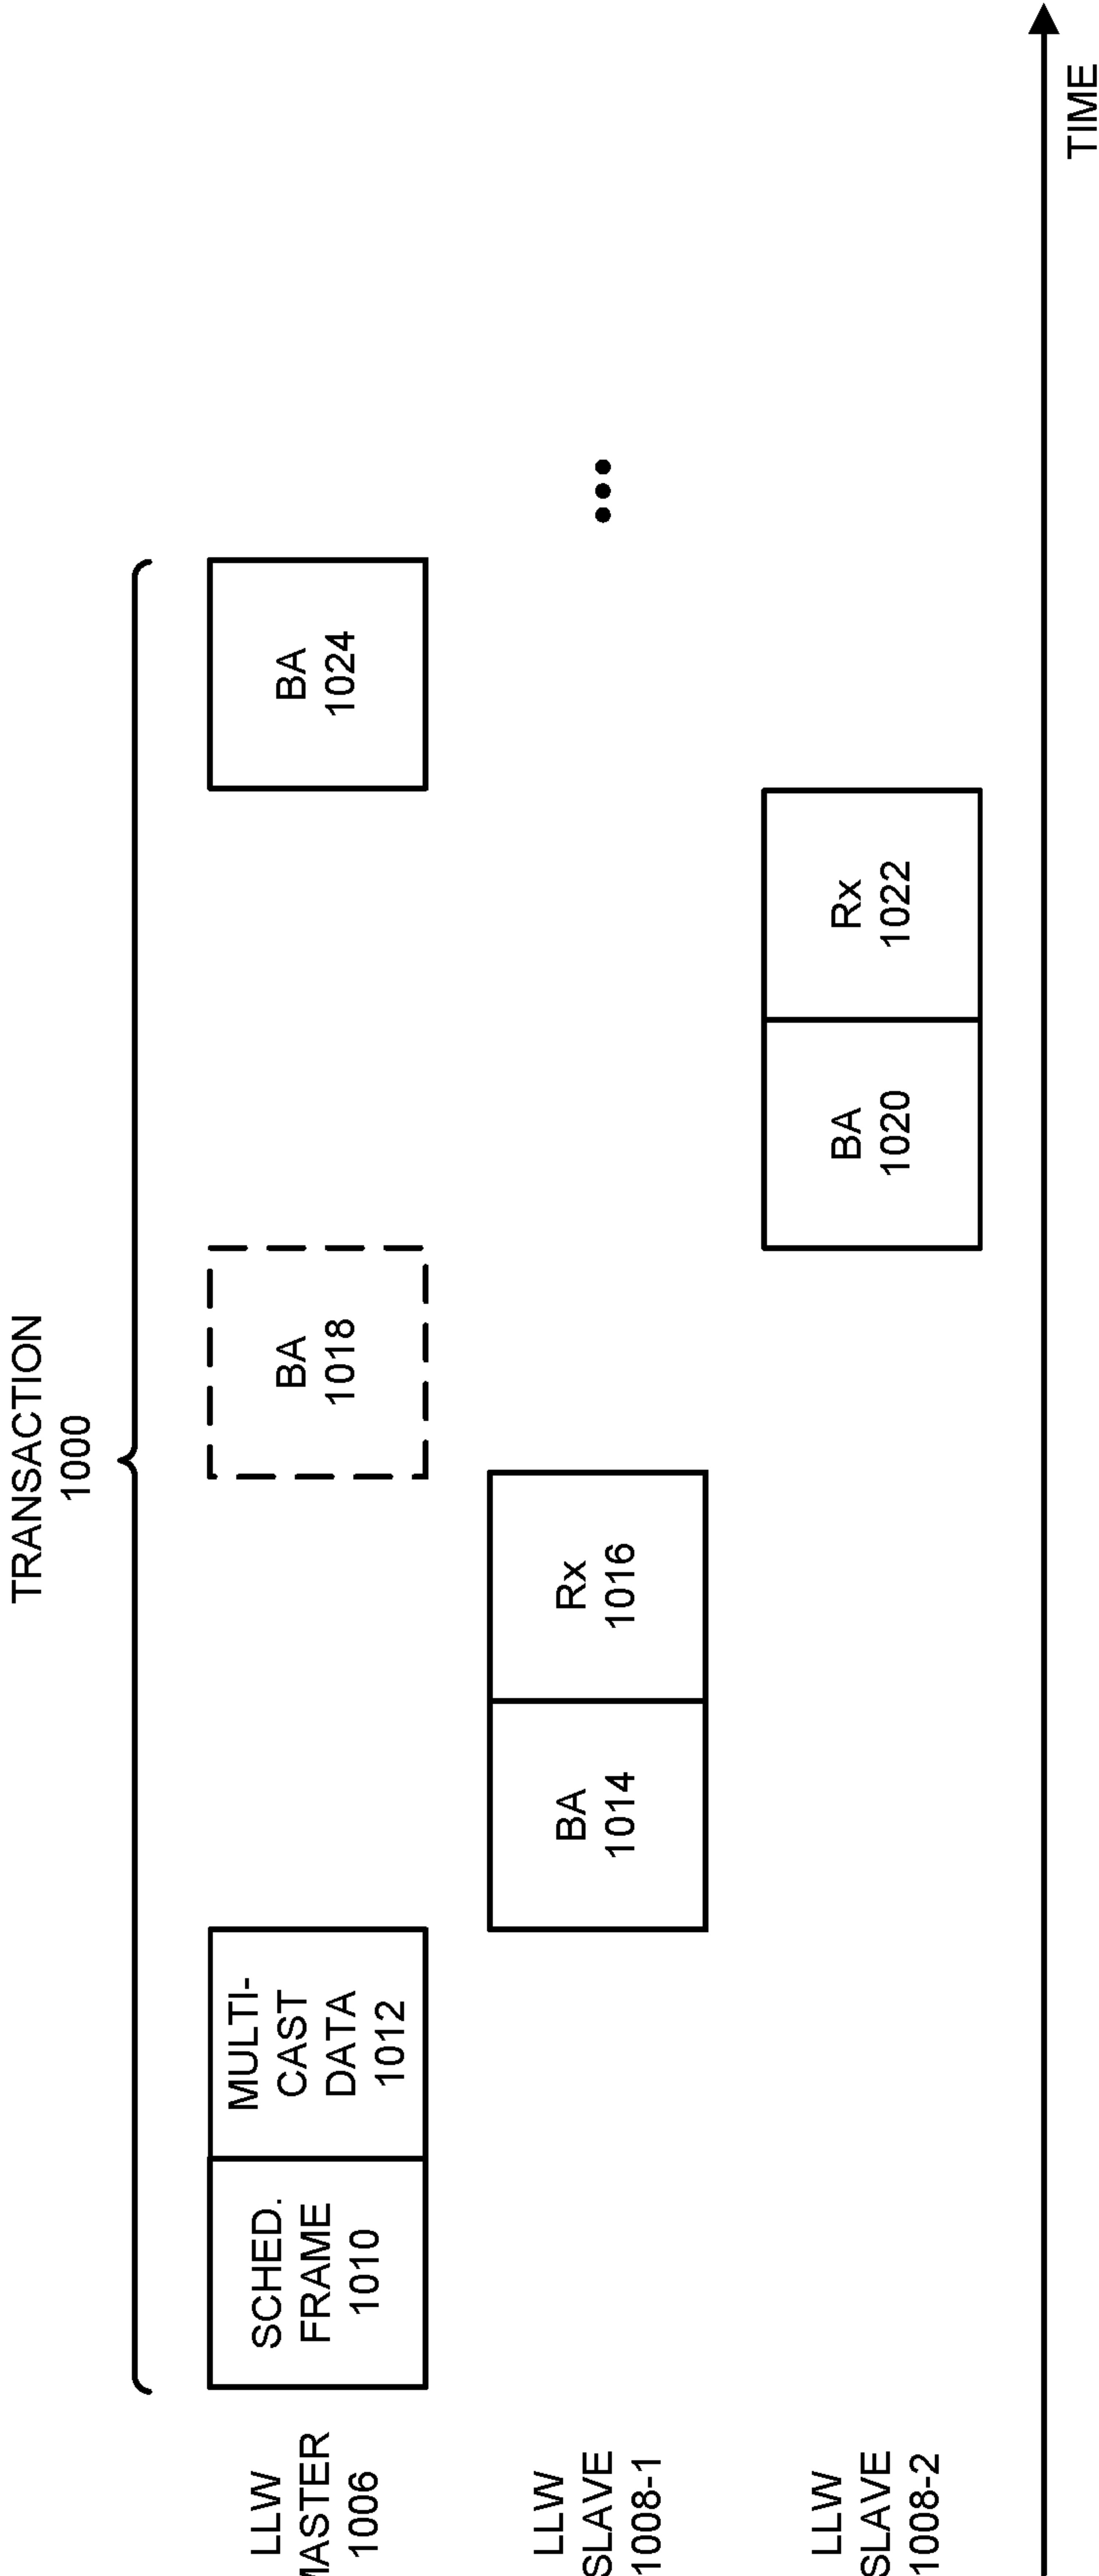 TRANSACTION
1000
LLW
MASTER
1006
SCHED.
FRAME
1010
MULTI-
CAST
DATA
1012
BA
1018
BA
1024
LLW
SLAVE
1008-1
BA
1014
Rx
1016
LLW
SLAVE
1008-2
BA
1020
Rx
1022
TIME